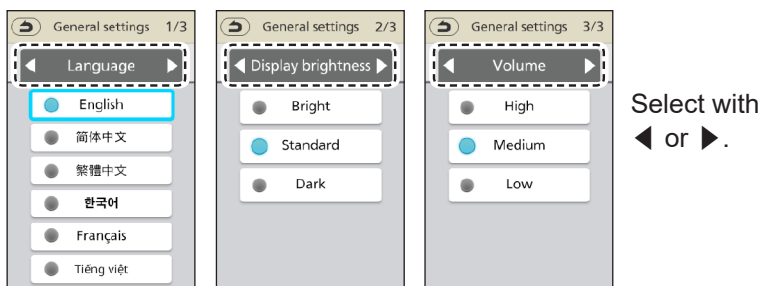 General settings 1/3
Language
English
简体中文
繁體中文
한국어
Français
Tiếng việt
General settings 2/3
Display brightness
Bright
Standard
Dark
General settings 3/3
Volume
High
Medium
Low
Select with
◀ or ▶.